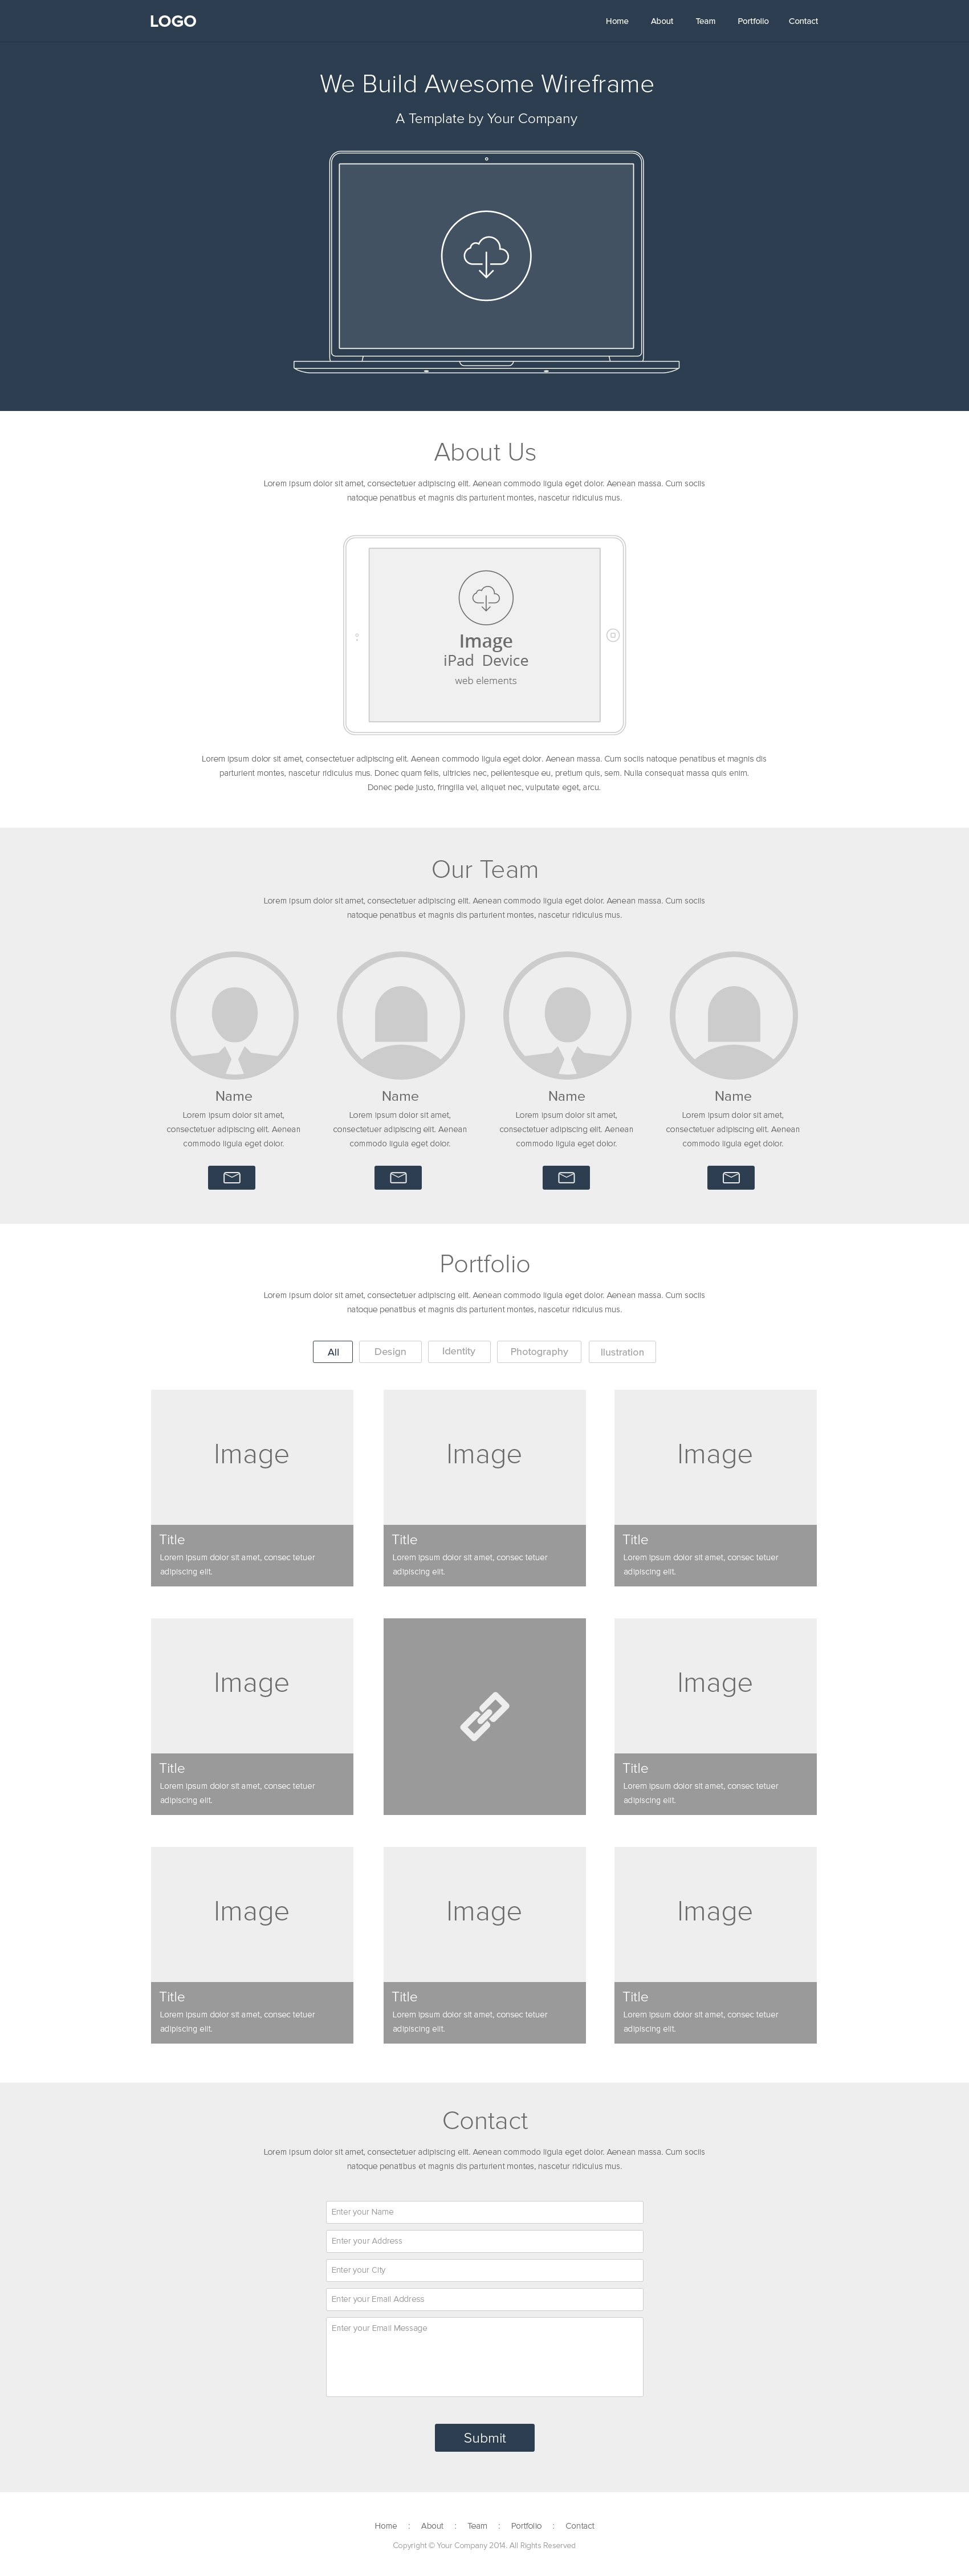 LOGO
Home About Team Portfolio Contact
We Build Awesome Wireframe
A Template by Your Company
About Us
Lorem ipsum dolor sit amet, consectetuer adipiscing elit. Aenean commodo ligula eget dolor. Aenean massa. Cum sociis
natoque penatibus et magnis dis parturient montes, nascetur ridiculus mus.
Image
iPad Device
web elements
Lorem ipsum dolor sit amet, consectetuer adipiscing elit. Aenean commodo ligula eget dolor. Aenean massa. Cum sociis natoque penatibus et magnis dis
parturient montes, nascetur ridiculus mus. Donec quam felis, ultricies nec, pellentesque eu, pretium quis, sem. Nulla consequat massa quis enim.
Donec pede justo, fringilla vel, aliquet nec, vulputate eget, arcu.
Our Team
Lorem ipsum dolor sit amet, consectetuer adipiscing elit. Aenean commodo ligula eget dolor. Aenean massa. Cum sociis
natoque penatibus et magnis dis parturient montes, nascetur ridiculus mus.
Name
Lorem ipsum dolor sit amet,
consectetuer adipiscing elit. Aenean
commodo ligula eget dolor.
Name
Lorem ipsum dolor sit amet,
consectetuer adipiscing elit. Aenean
commodo ligula eget dolor.
Name
Lorem ipsum dolor sit amet,
consectetuer adipiscing elit. Aenean
commodo ligula eget dolor.
Name
Lorem ipsum dolor sit amet,
consectetuer adipiscing elit. Aenean
commodo ligula eget dolor.
Portfolio
Lorem ipsum dolor sit amet, consectetuer adipiscing elit. Aenean commodo ligula eget dolor. Aenean massa. Cum sociis
natoque penatibus et magnis dis parturient montes, nascetur ridiculus mus.
All Design Identity Photography Ilustration
Image
Title
Lorem ipsum dolor sit amet, consec tetuer
adipiscing elit.
Image
Title
Lorem ipsum dolor sit amet, consec tetuer
adipiscing elit.
Image
Title
Lorem ipsum dolor sit amet, consec tetuer
adipiscing elit.
Image
Title
Lorem ipsum dolor sit amet, consec tetuer
adipiscing elit.
Image
Title
Lorem ipsum dolor sit amet, consec tetuer
adipiscing elit.
Image
Title
Lorem ipsum dolor sit amet, consec tetuer
adipiscing elit.
Image
Title
Lorem ipsum dolor sit amet, consec tetuer
adipiscing elit.
Image
Title
Lorem ipsum dolor sit amet, consec tetuer
adipiscing elit.
Contact
Lorem ipsum dolor sit amet, consectetuer adipiscing elit. Aenean commodo ligula eget dolor. Aenean massa. Cum sociis
natoque penatibus et magnis dis parturient montes, nascetur ridiculus mus.
Enter your Name
Enter your Address
Enter your City
Enter your Email Address
Enter your Email Message
Submit
Home : About : Team : Portfolio : Contact
Copyright © Your Company 2014. All Rights Reserved